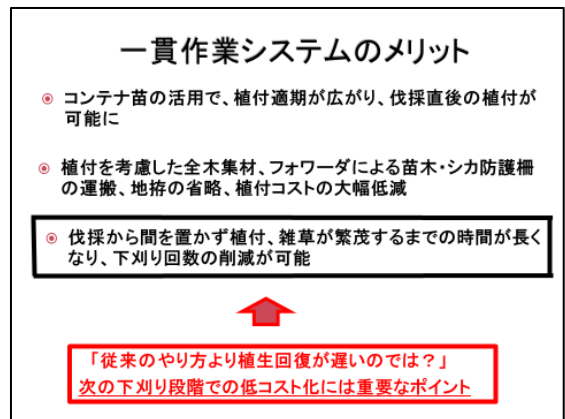 一貫作業システムのメリット
コンテナ苗の活用で、植付適期が広がり、伐採直後の植付が
可能に
植付を考慮した全木集材、フォワーダによる苗木・シカ防護柵
の運搬、地拵の省略、植付コストの大幅低減
伐採から間を置かず植付、雑草が繁茂するまでの時間が長く
なり、下刈り回数の削減が可能
「従来のやり方より植生回復が遅いのでは？」
次の下刈り段階での低コスト化には重要なポイント